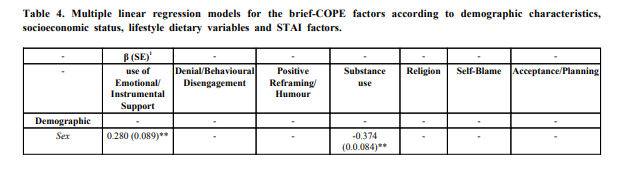 Table 4. Multiple linear regression models for the brief-COPE factors according to demographic characteristics,
socioeconomic status, lifestyle dietary variables and STAI factors.
- β (SE)¹ - - - - - -
- use of Emotional/ Instrumental Support Denial/Behavioural Disengagement Positive Reframing/ Humour Substance use Religion Self-Blame Acceptance/Planning
Demographic - - - - - - -
Sex 0.280 (0.089)** - - -0.374 (0.0.084)** - - -